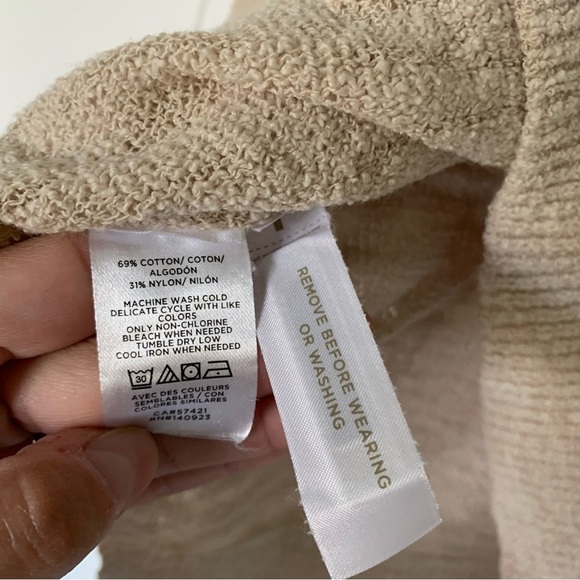 69% COTTON/ COTON/
ALGODÓN
31% NYLON/ NILÓN
MACHINE WASH COLD
DELICATE CYCLE WITH LIKE
COLORS
ONLY NON-CHLORINE
BLEACH WHEN NEEDED
TUMBLE DRY LOW
COOL IRON WHEN NEEDED
30
AVEC DES COULEURS
SEMBLABLES / CON
COLORES SIMILARES
CA#57421
RN#140923
REMOVE BEFORE WEARING
OR WASHING